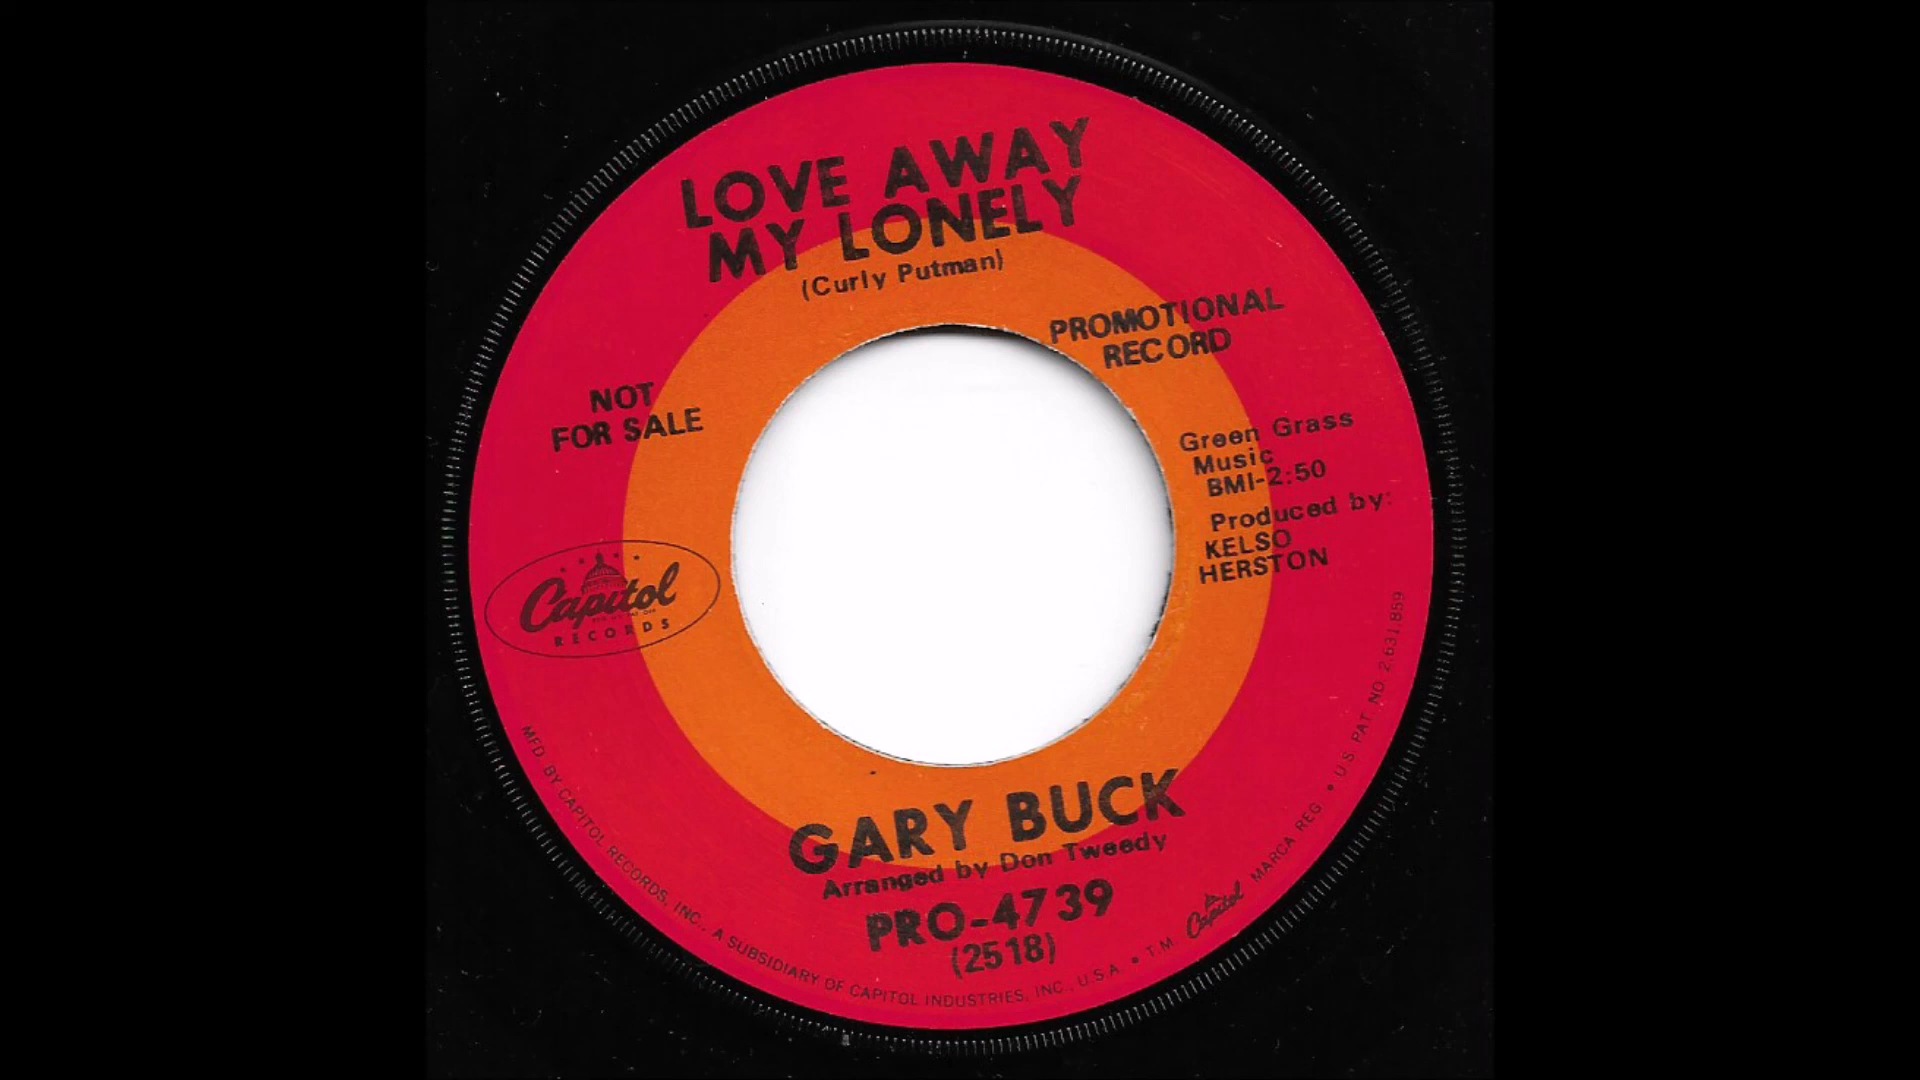 LOVE AWAY
MY LONELY
(Curly Putman)
PROMOTIONAL
RECORD
NOT
FOR SALE
Green Grass
Music
BMI-2:50
Produced by:
KELSO
HERSTON
Capitol
RECORDS
GARY BUCK
Arranged by Don Tweedy
PRO-4739
(2518)
MFD. BY CAPITOL RECORDS, INC., A SUBSIDIARY OF CAPITOL INDUSTRIES, INC., U.S.A. • T.M. Capitol MARCA REG. • U.S. PAT. NO. 2,631,859